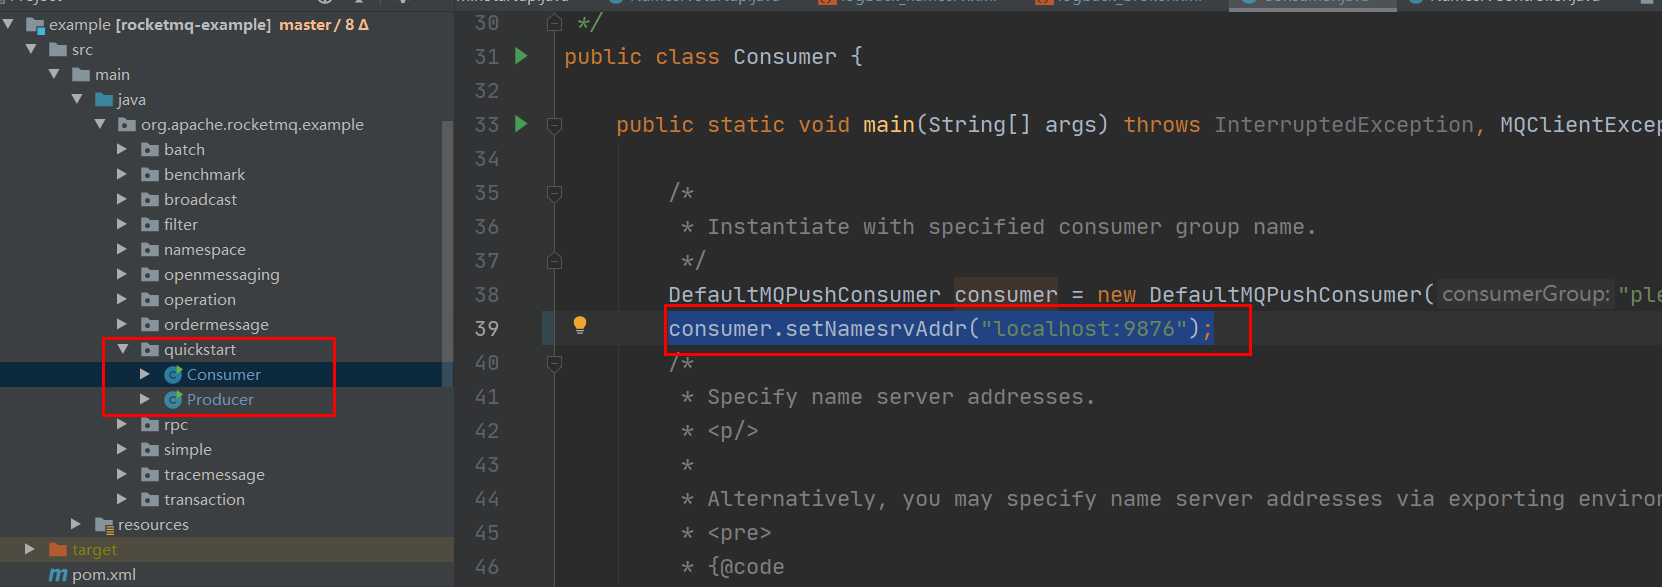 example [rocketmq-example] master / 8 Δ
src
main
java
org.apache.rocketmq.example
batch
benchmark
broadcast
filter
namespace
openmessaging
operation
ordermessage
quickstart
Consumer
Producer
rpc
simple
tracemessage
transaction
resources
target
pom.xml
30 */
31 public class Consumer {
32
33 public static void main(String[] args) throws InterruptedException, MQClientExcep
34
35 /*
36 * Instantiate with specified consumer group name.
37 */
38 DefaultMQPushConsumer consumer = new DefaultMQPushConsumer( consumerGroup: "ple
39 consumer.setNamesrvAddr("localhost:9876");
40 /*
41 * Specify name server addresses.
42 * <p/>
43 *
44 * Alternatively, you may specify name server addresses via exporting enviro
45 * <pre>
46 * {@code